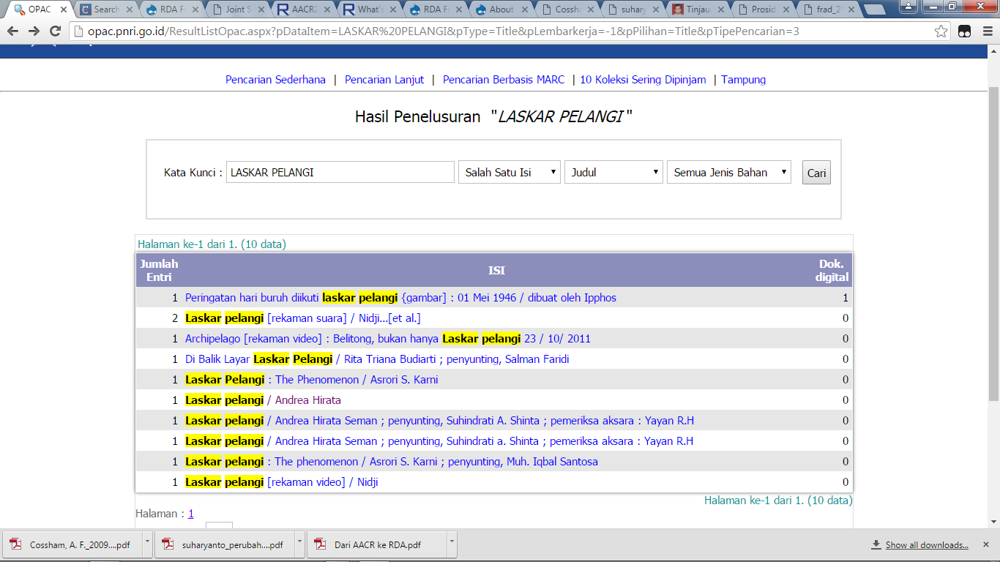 OPAC
Search
RDA F
Joint S
AACR2
What's
RDA F
About
Cossha
suhary
Tinjau
Prosid
frad_2
opac.pnri.go.id/ResultListOpac.aspx?pDataItem=LASKAR%20PELANGI&pType=Title&pLembarkerja=-1&pPilihan=Title&pTipePencarian=3
Pencarian Sederhana | Pencarian Lanjut | Pencarian Berbasis MARC | 10 Koleksi Sering Dipinjam | Tampung
Hasil Penelusuran "LASKAR PELANGI"
Kata Kunci : LASKAR PELANGI Salah Satu Isi Judul Semua Jenis Bahan Cari
Halaman ke-1 dari 1. (10 data)
Jumlah Entri ISI Dok. digital
1 Peringatan hari buruh diikuti laskar pelangi {gambar] : 01 Mei 1946 / dibuat oleh Ipphos 1
2 Laskar pelangi [rekaman suara] / Nidji...[et al.] 0
1 Archipelago [rekaman video] : Belitong, bukan hanya Laskar pelangi 23 / 10/ 2011 0
1 Di Balik Layar Laskar Pelangi / Rita Triana Budiarti ; penyunting, Salman Faridi 0
1 Laskar Pelangi : The Phenomenon / Asrori S. Karni 0
1 Laskar pelangi / Andrea Hirata 0
1 Laskar pelangi / Andrea Hirata Seman ; penyunting, Suhindrati A. Shinta ; pemeriksa aksara : Yayan R.H 0
1 Laskar pelangi / Andrea Hirata Seman ; penyunting, Suhindrati a. Shinta ; pemeriksa aksara : Yayan R.H 0
1 Laskar pelangi : The phenomenon / Asrori S. Karni ; penyunting, Muh. Iqbal Santosa 0
1 Laskar pelangi [rekaman video] / Nidji 0
Halaman ke-1 dari 1. (10 data)
Halaman : 1
Cossham, A. F._2009....pdf
suharyanto_perubah....pdf
Dari AACR ke RDA.pdf
Show all downloads...